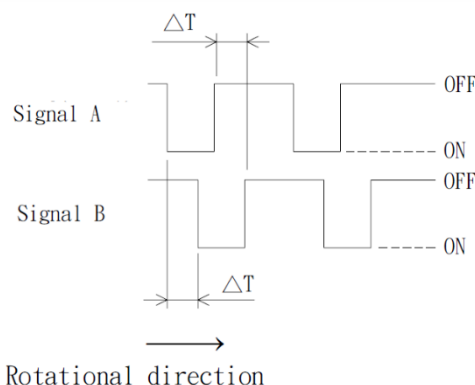 △T
OFF
Signal A
ON
OFF
Signal B
ON
△T
Rotational direction